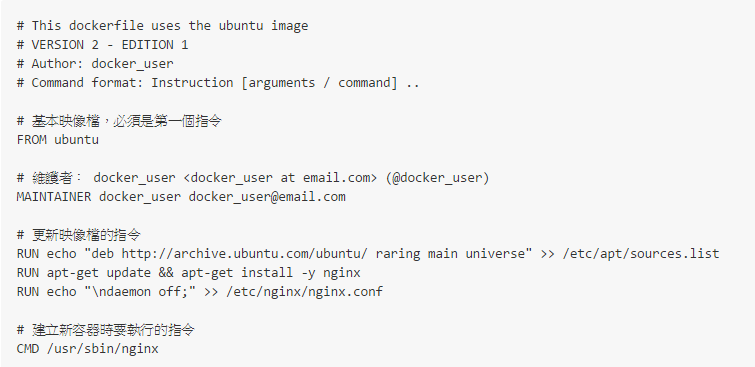 # This dockerfile uses the ubuntu image
# VERSION 2 - EDITION 1
# Author: docker_user
# Command format: Instruction [arguments / command] ..
# 基本映像檔，必須是第一個指令
FROM ubuntu
# 維護者： docker_user <docker_user at email.com> (@docker_user)
MAINTAINER docker_user docker_user@email.com
# 更新映像檔的指令
RUN echo "deb http://archive.ubuntu.com/ubuntu/ raring main universe" >> /etc/apt/sources.list
RUN apt-get update && apt-get install -y nginx
RUN echo "\ndaemon off;" >> /etc/nginx/nginx.conf
# 建立新容器時要執行的指令
CMD /usr/sbin/nginx